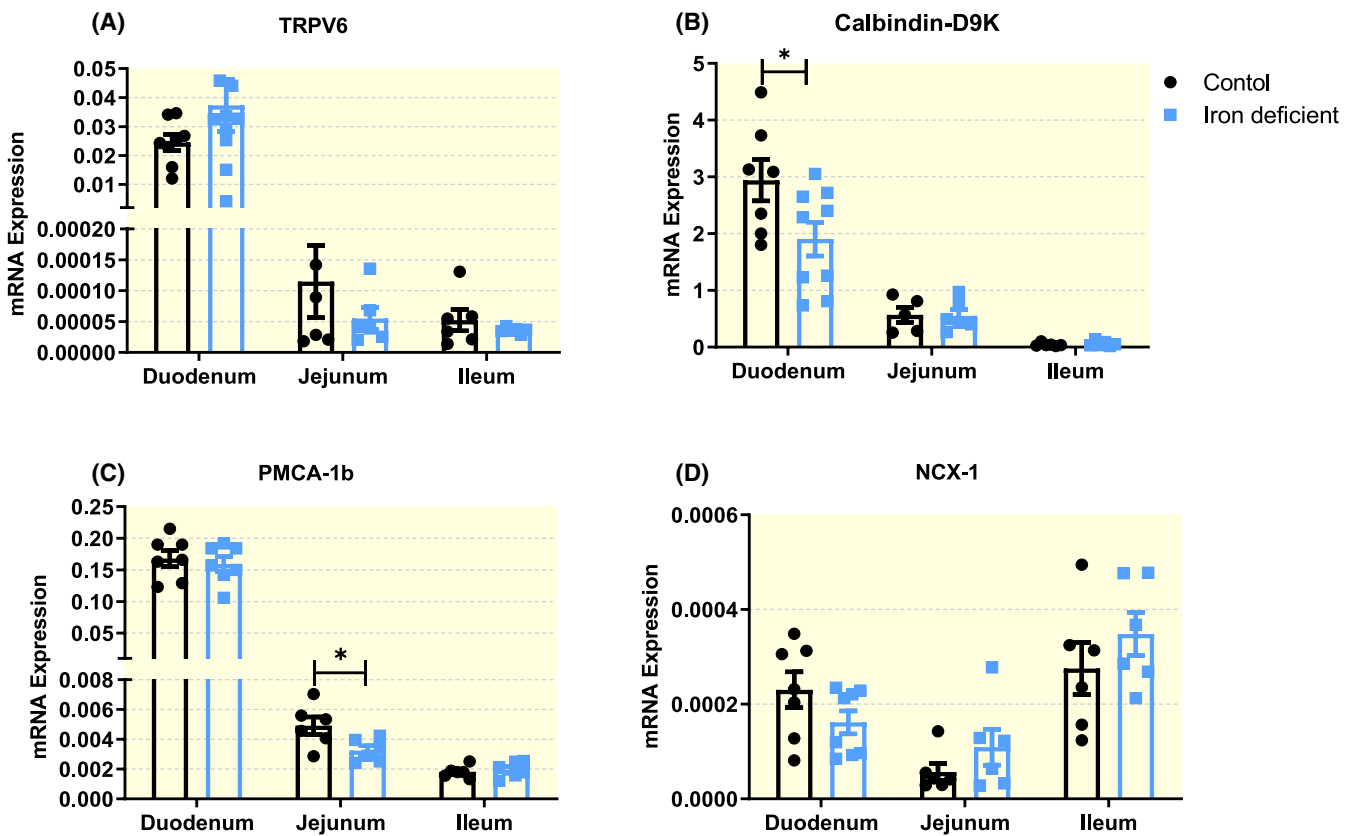 (A)
TRPV6
mRNA Expression
0.05
0.04
0.03
0.02
0.01
0.00020
0.00015
0.00010
0.00005
0.00000
Duodenum Jejunum Ileum
(B)
Calbindin-D9K
mRNA Expression
5
4
3
2
1
0
*
Duodenum Jejunum Ileum
Contol
Iron deficient
(C)
PMCA-1b
mRNA Expression
0.25
0.20
0.15
0.10
0.05
0.008
0.006
0.004
0.002
0.000
*
Duodenum Jejunum Ileum
(D)
NCX-1
mRNA Expression
0.0006
0.0004
0.0002
0.0000
Duodenum Jejunum Ileum